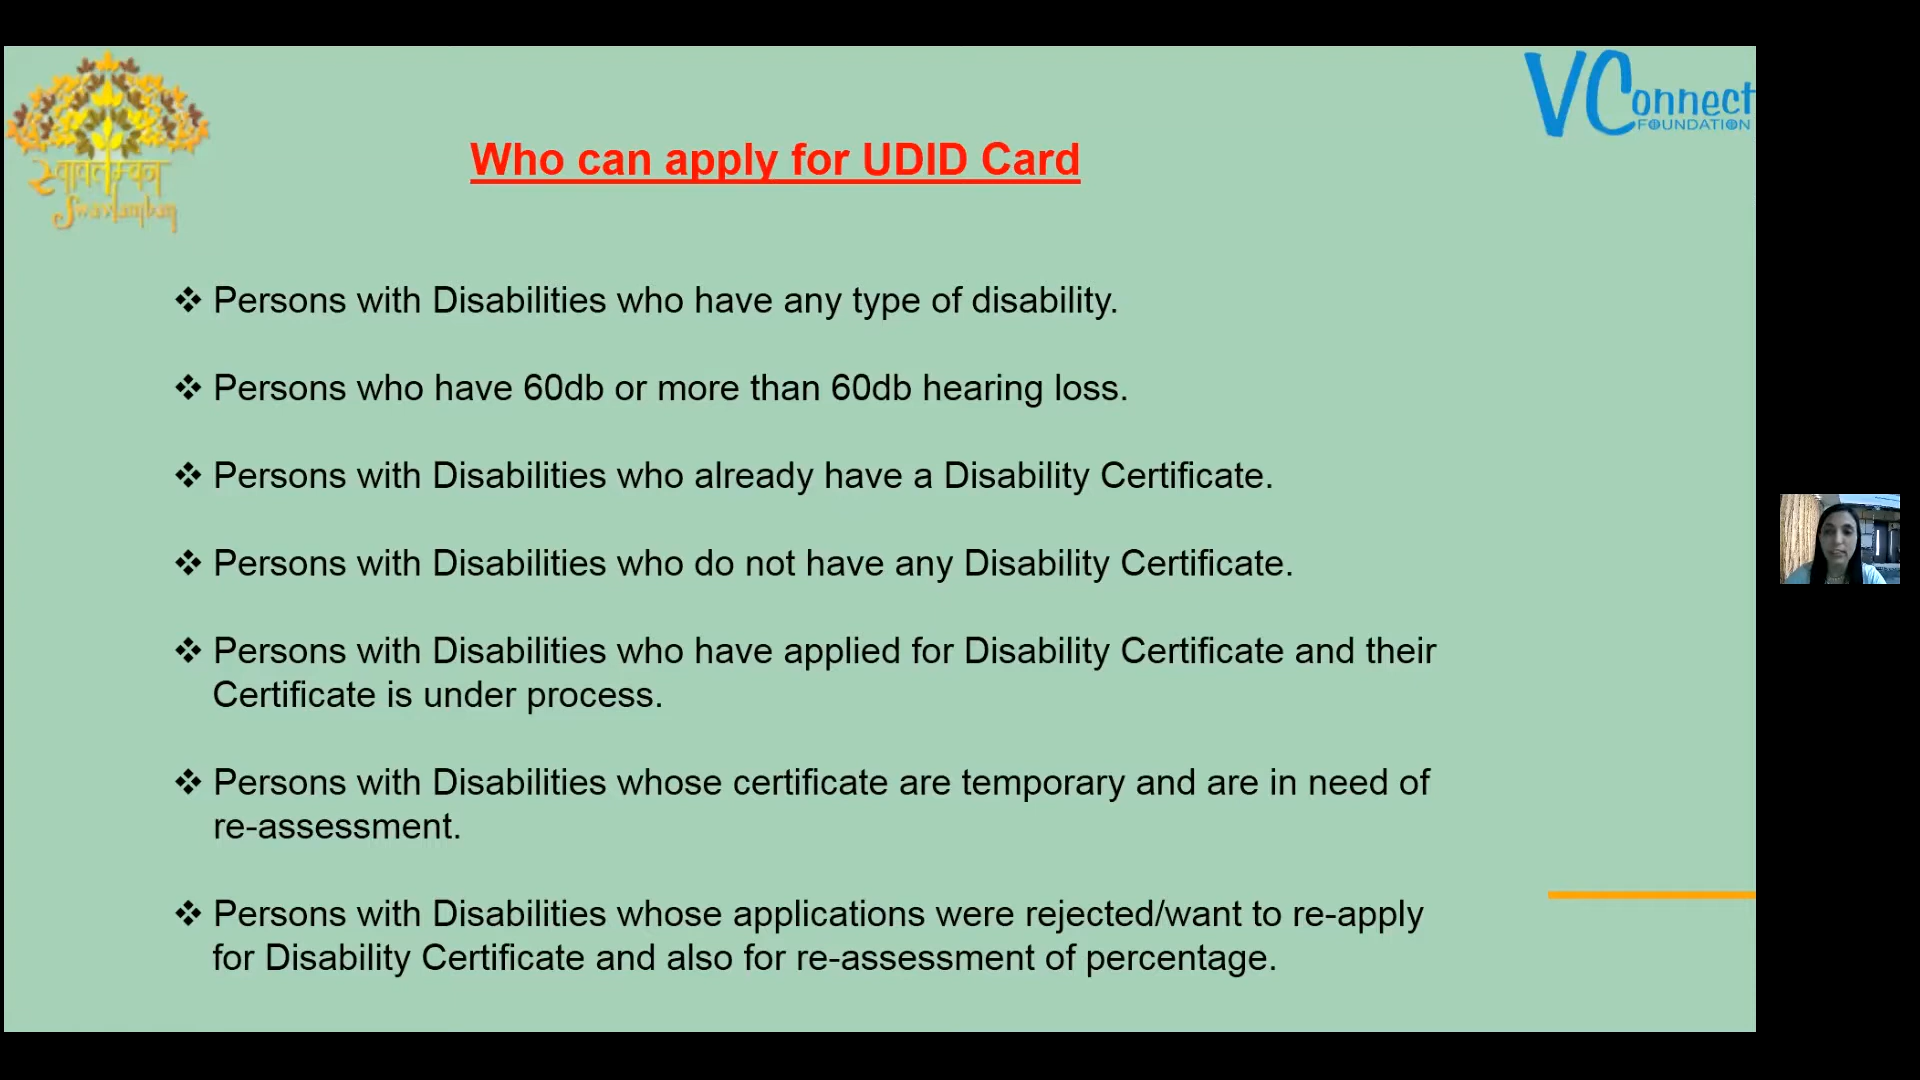 स्वावलम्बन
Swavlamban
VConnect
FOUNDATION
Who can apply for UDID Card
❖ Persons with Disabilities who have any type of disability.
❖ Persons who have 60db or more than 60db hearing loss.
❖ Persons with Disabilities who already have a Disability Certificate.
❖ Persons with Disabilities who do not have any Disability Certificate.
❖ Persons with Disabilities who have applied for Disability Certificate and their
Certificate is under process.
❖ Persons with Disabilities whose certificate are temporary and are in need of
re-assessment.
❖ Persons with Disabilities whose applications were rejected/want to re-apply
for Disability Certificate and also for re-assessment of percentage.